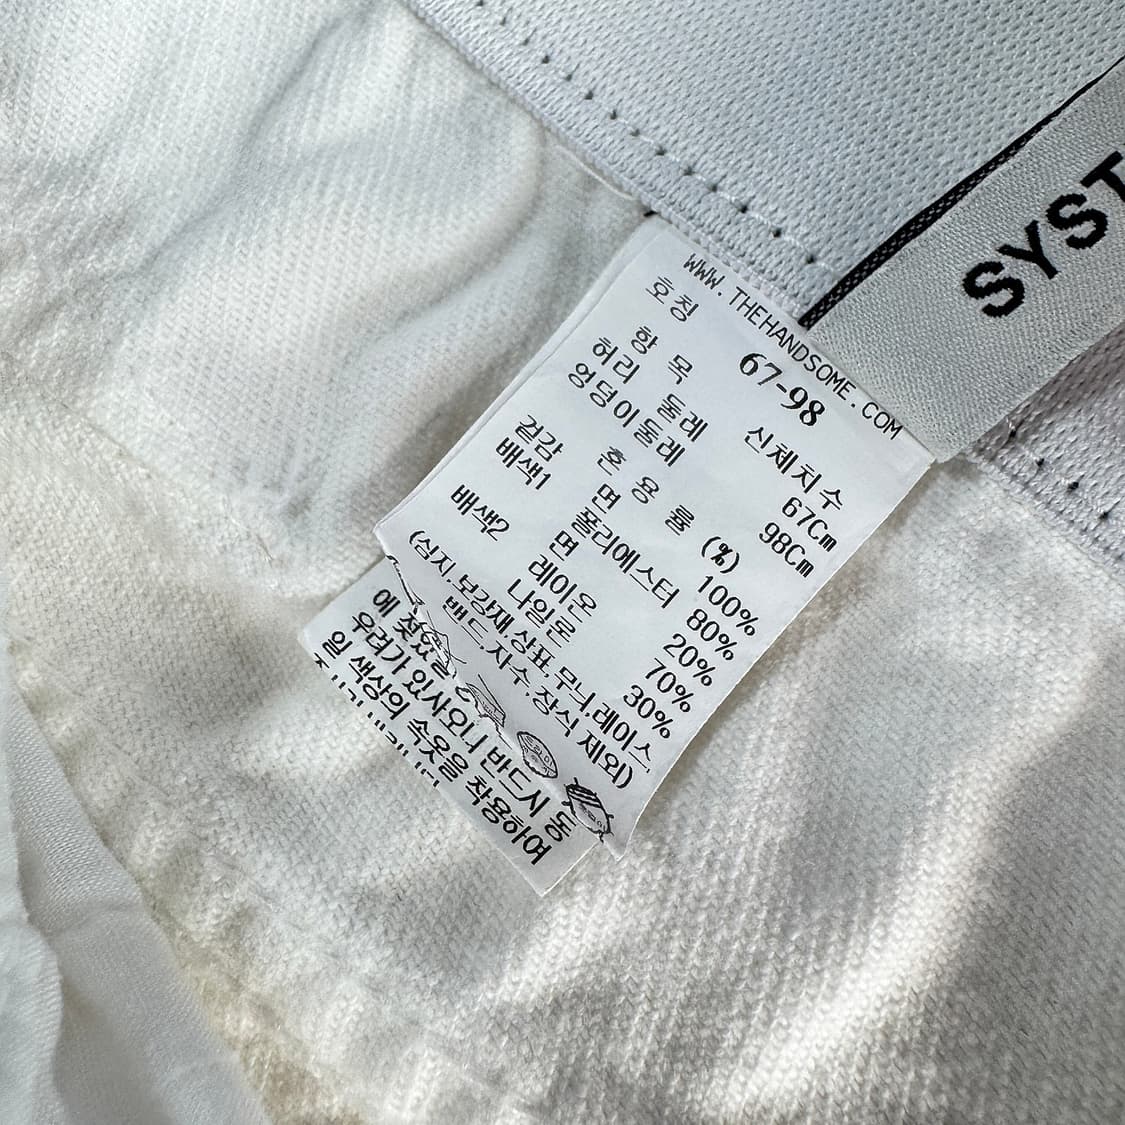 SYST
WWW.THEHANDSOME.COM
호칭 67-98
항 목 신체치수
허리 둘레 67Cm
엉덩이둘레 98Cm
혼 용 률 (%)
겉감 면 100%
배색1 폴리에스터 80%
면 20%
배색2 레이온 70%
나일론 30%
(심지,보강재,상표,무늬,레이스,
밴드,자수,장식 제외)
에 젖었을
우려가 있사오니 반드시 동
일 색상의 속옷을 착용하여